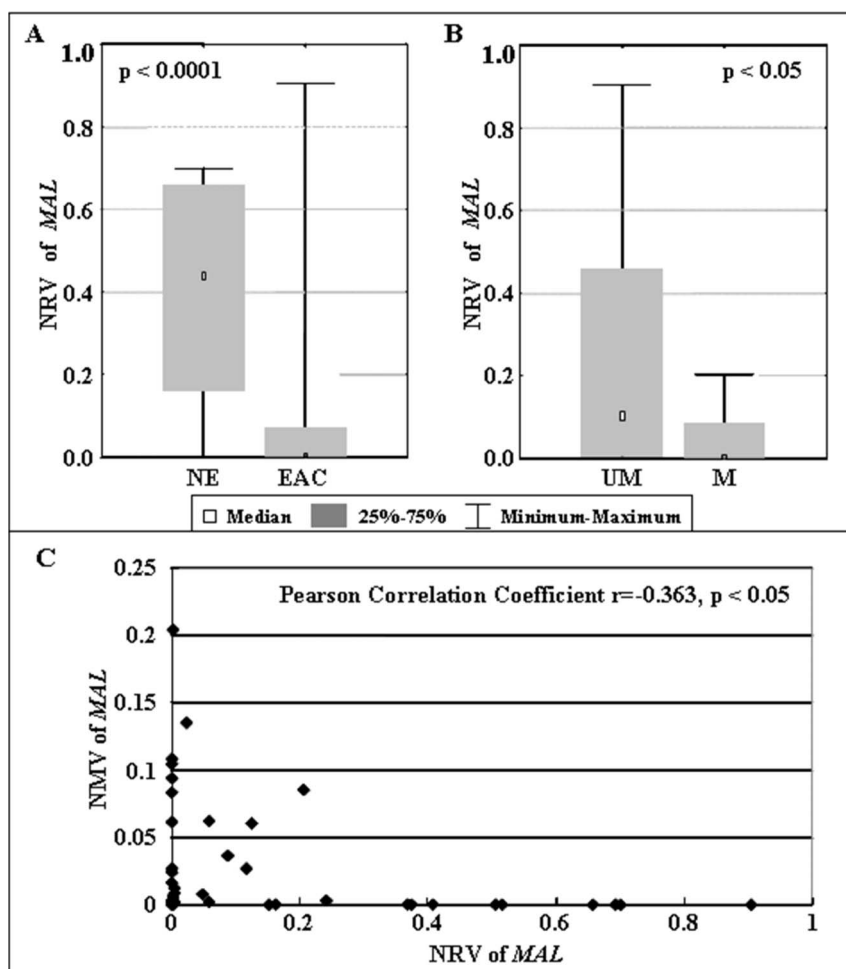 A
p < 0.0001
NRV of MAL
1.0
0.8
0.6
0.4
0.2
0.0
NE EAC
B
p < 0.05
NRV of MAL
1.0
0.8
0.6
0.4
0.2
0.0
UM M
Median 25%-75% Minimum-Maximum
C
Pearson Correlation Coefficient r=-0.363, p < 0.05
NMV of MAL
0.25
0.2
0.15
0.1
0.05
0
0 0.2 0.4 0.6 0.8 1
NRV of MAL